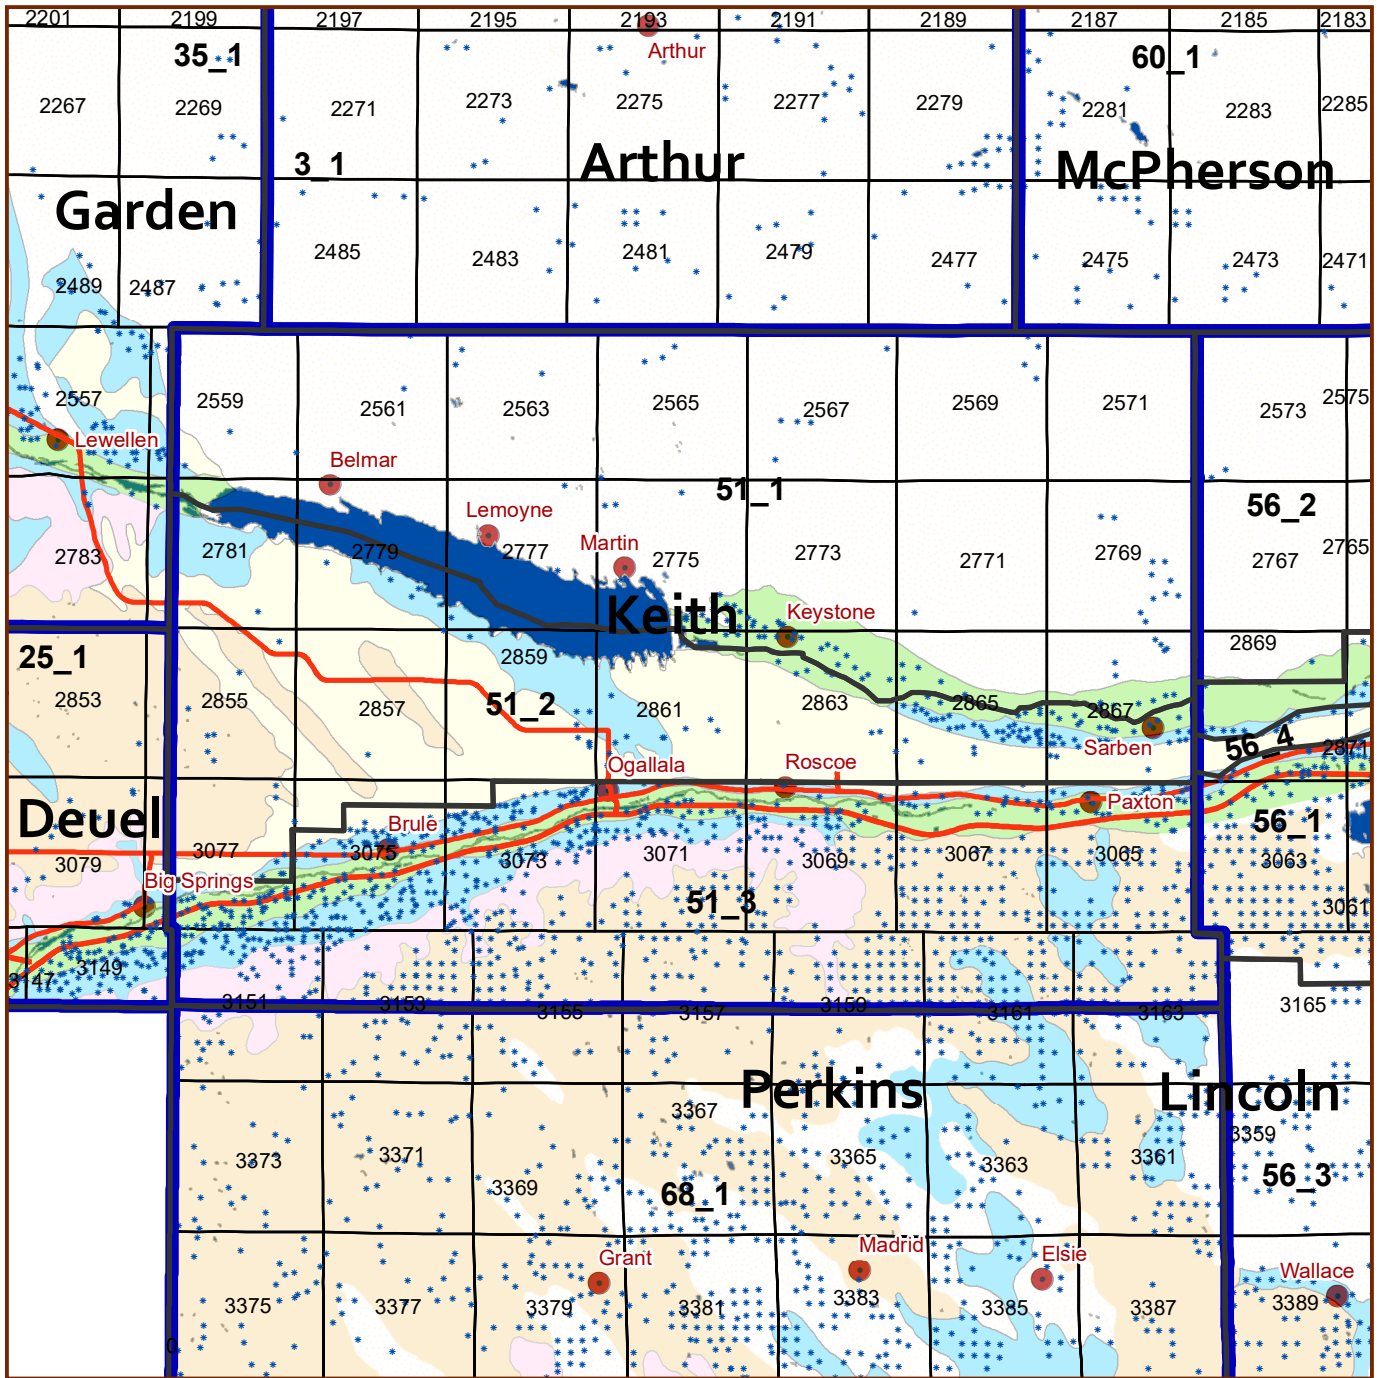 2201 2199 2197 2195 2193 2191 2189 2187 2185 2183
35_1 Arthur 60_1
2267 2269 2271 2273 2275 2277 2279 2281 2283 2285
3_1 Arthur McPherson
Garden
2489 2487 2485 2483 2481 2479 2477 2475 2473 2471
2557 2559 2561 2563 2565 2567 2569 2571 2573 2575
Lewellen Belmar
51_1 56_2
Lemoyne Martin
2783 2781 2779 2777 2775 2773 2771 2769 2767 2765
Keith Keystone
25_1 2859 2869
2853 2855 2857 51_2 2861 2863 2865 2867
Sarben 56_4 2871
Ogallala Roscoe
Paxton
Deuel Brule 56_1
3079 3077 3075 3073 3071 3069 3067 3065 3063
Big Springs 51_3 3061
3147 3149
3151 3153 3155 3157 3159 3161 3163 3165
Perkins Lincoln
3367
3373 3371 3369 3365 3363 3361 3359
68_1 56_3
Grant Madrid Elsie Wallace
3375 3377 3379 3381 3383 3385 3387 3389
0